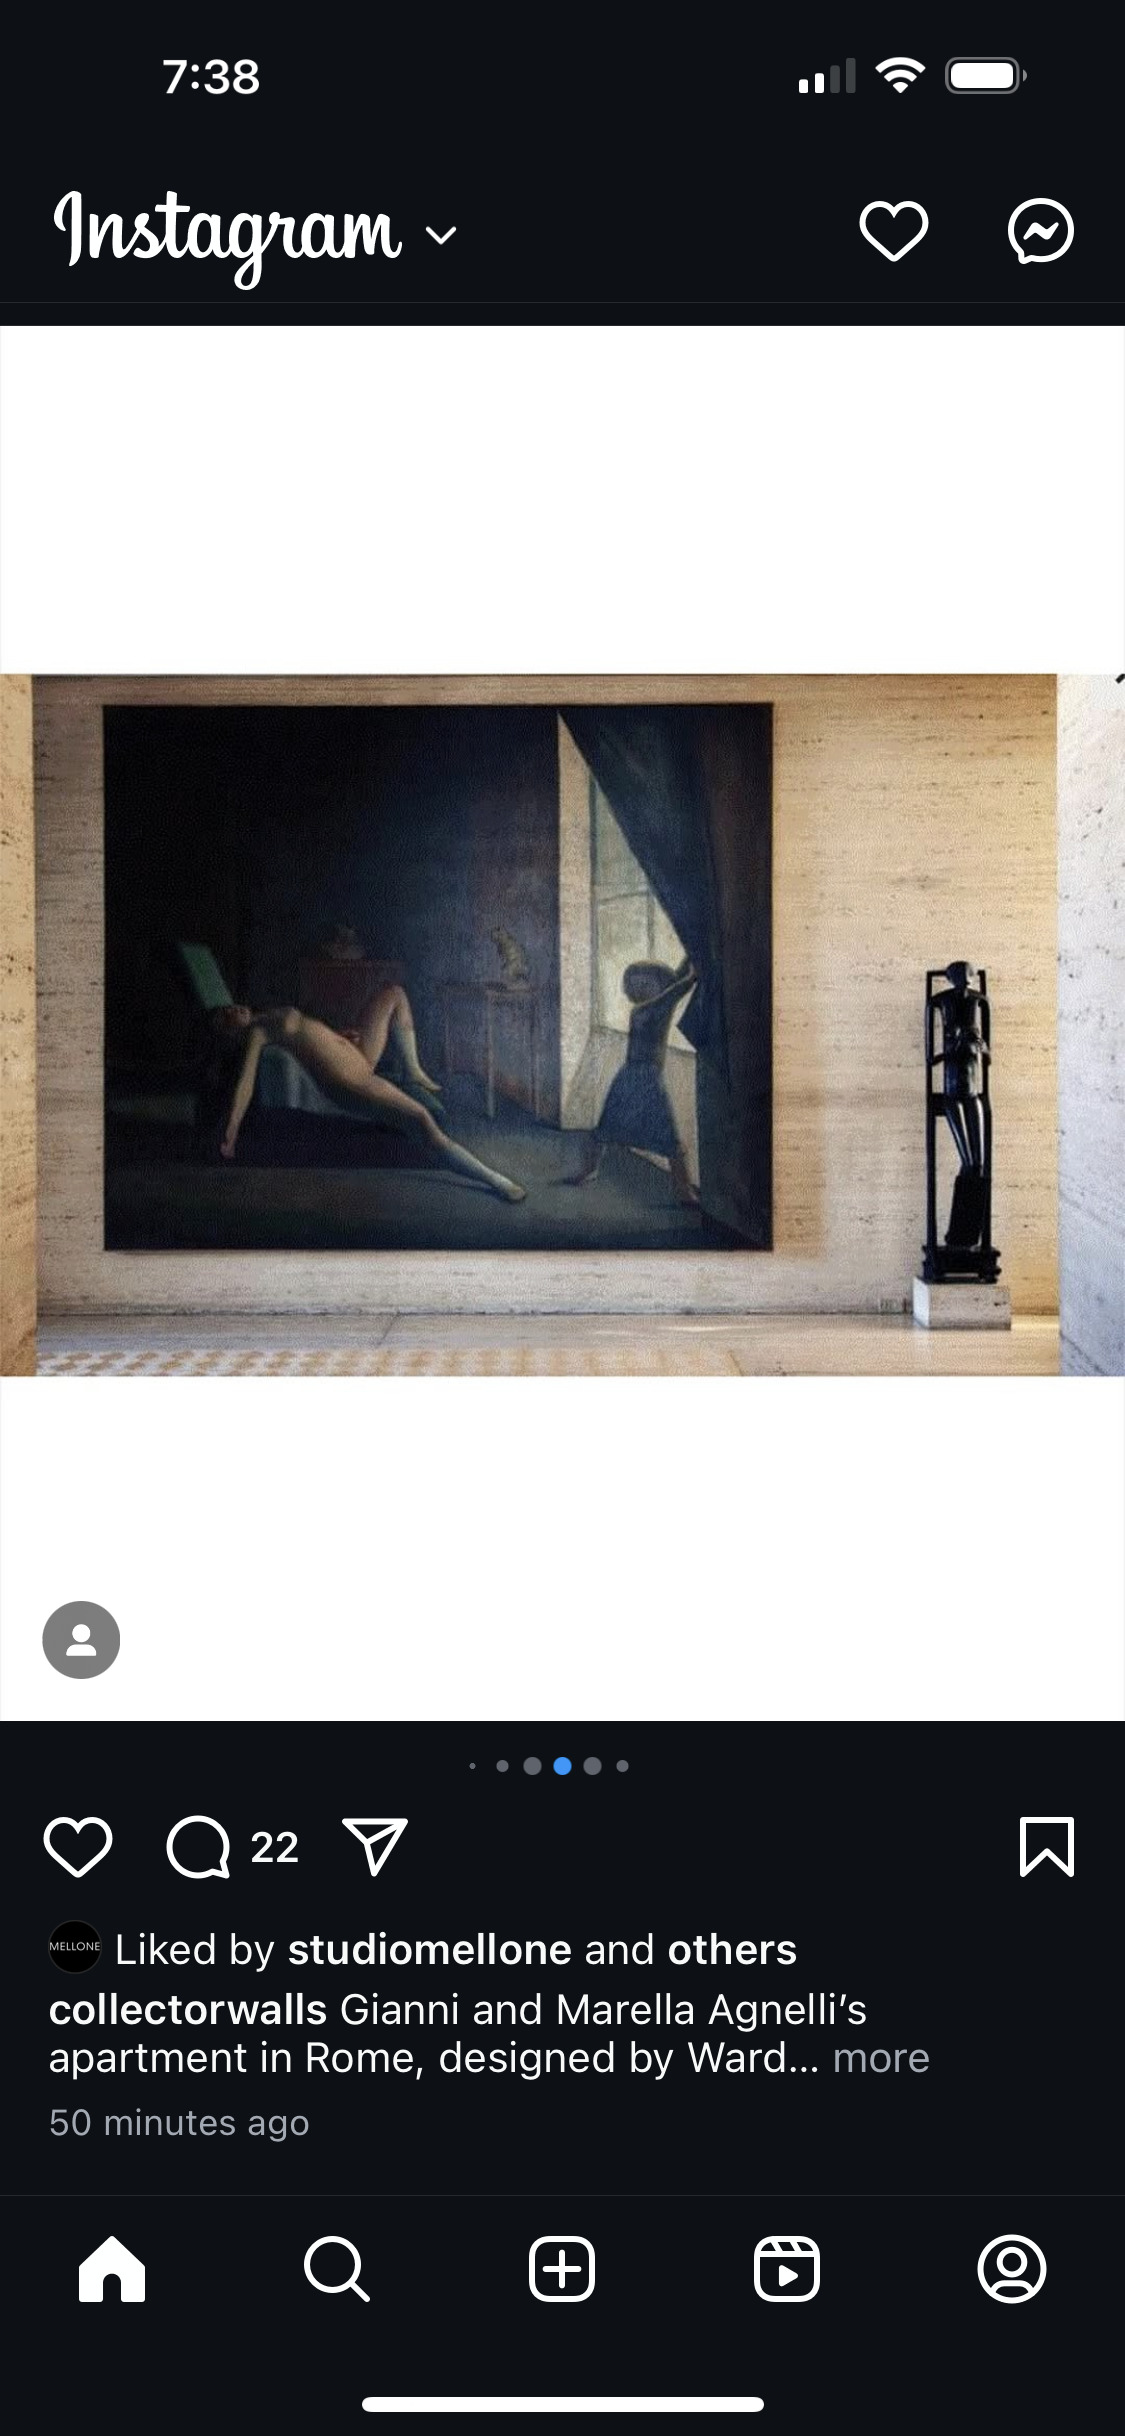 7:38
Instagram
22
MELLONE
Liked by studiomellone and others
collectorwalls Gianni and Marella Agnelli’s
apartment in Rome, designed by Ward... more
50 minutes ago